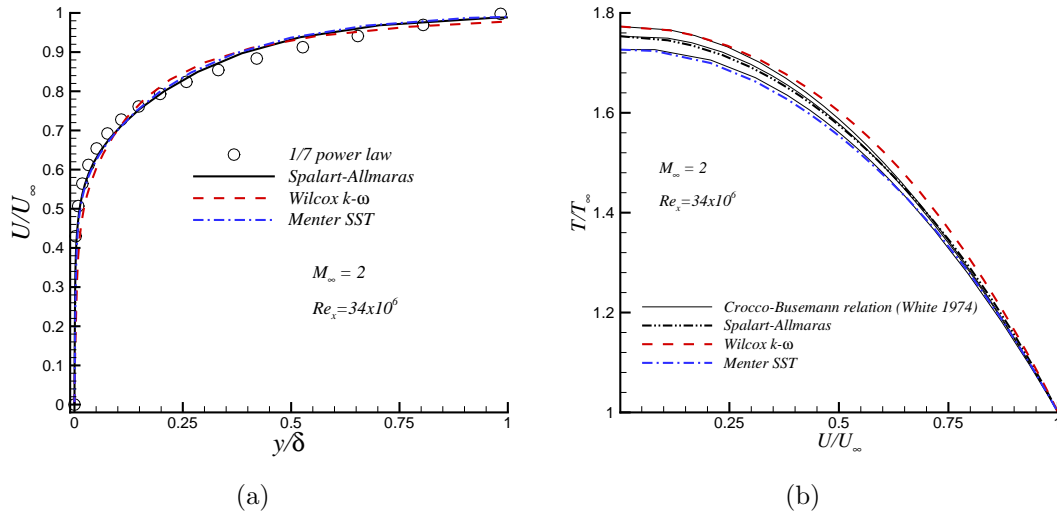 1
0.9
0.8
0.7
0.6
0.5
0.4
0.3
0.2
0.1
0
U/U∞
1/7 power law
Spalart-Allmaras
Wilcox k-ω
Menter SST
M∞ = 2
Reₓ=34x10⁶
0 0.25 0.5 0.75 1
y/δ
(a)
1.8
1.6
1.4
1.2
1
T/T∞
M∞ = 2
Reₓ=34x10⁶
Crocco-Busemann relation (White 1974)
Spalart-Allmaras
Wilcox k-ω
Menter SST
0.25 0.5 0.75 1
U/U∞
(b)